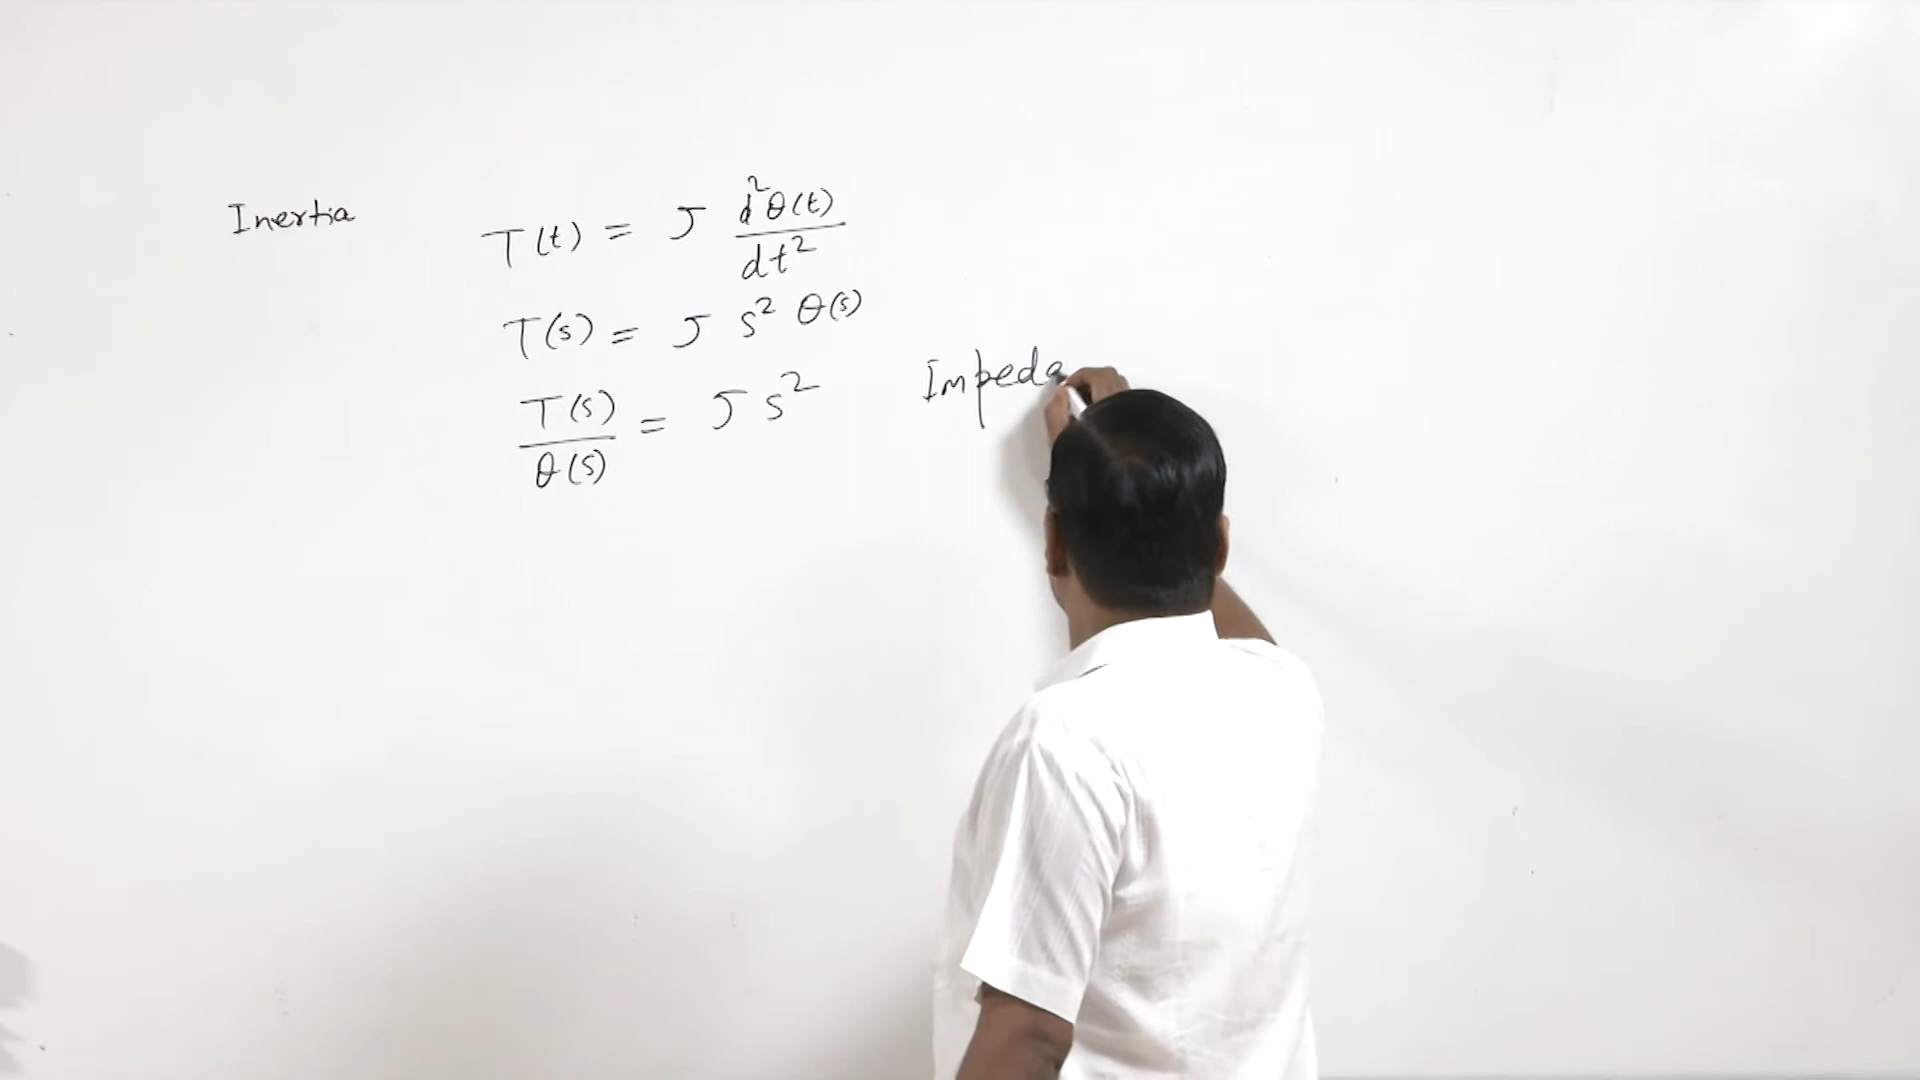 Inertia T(t) = J d²θ(t)/dt²
T(s) = J s² θ(s)
T(s)/θ(s) = J s² Impeda